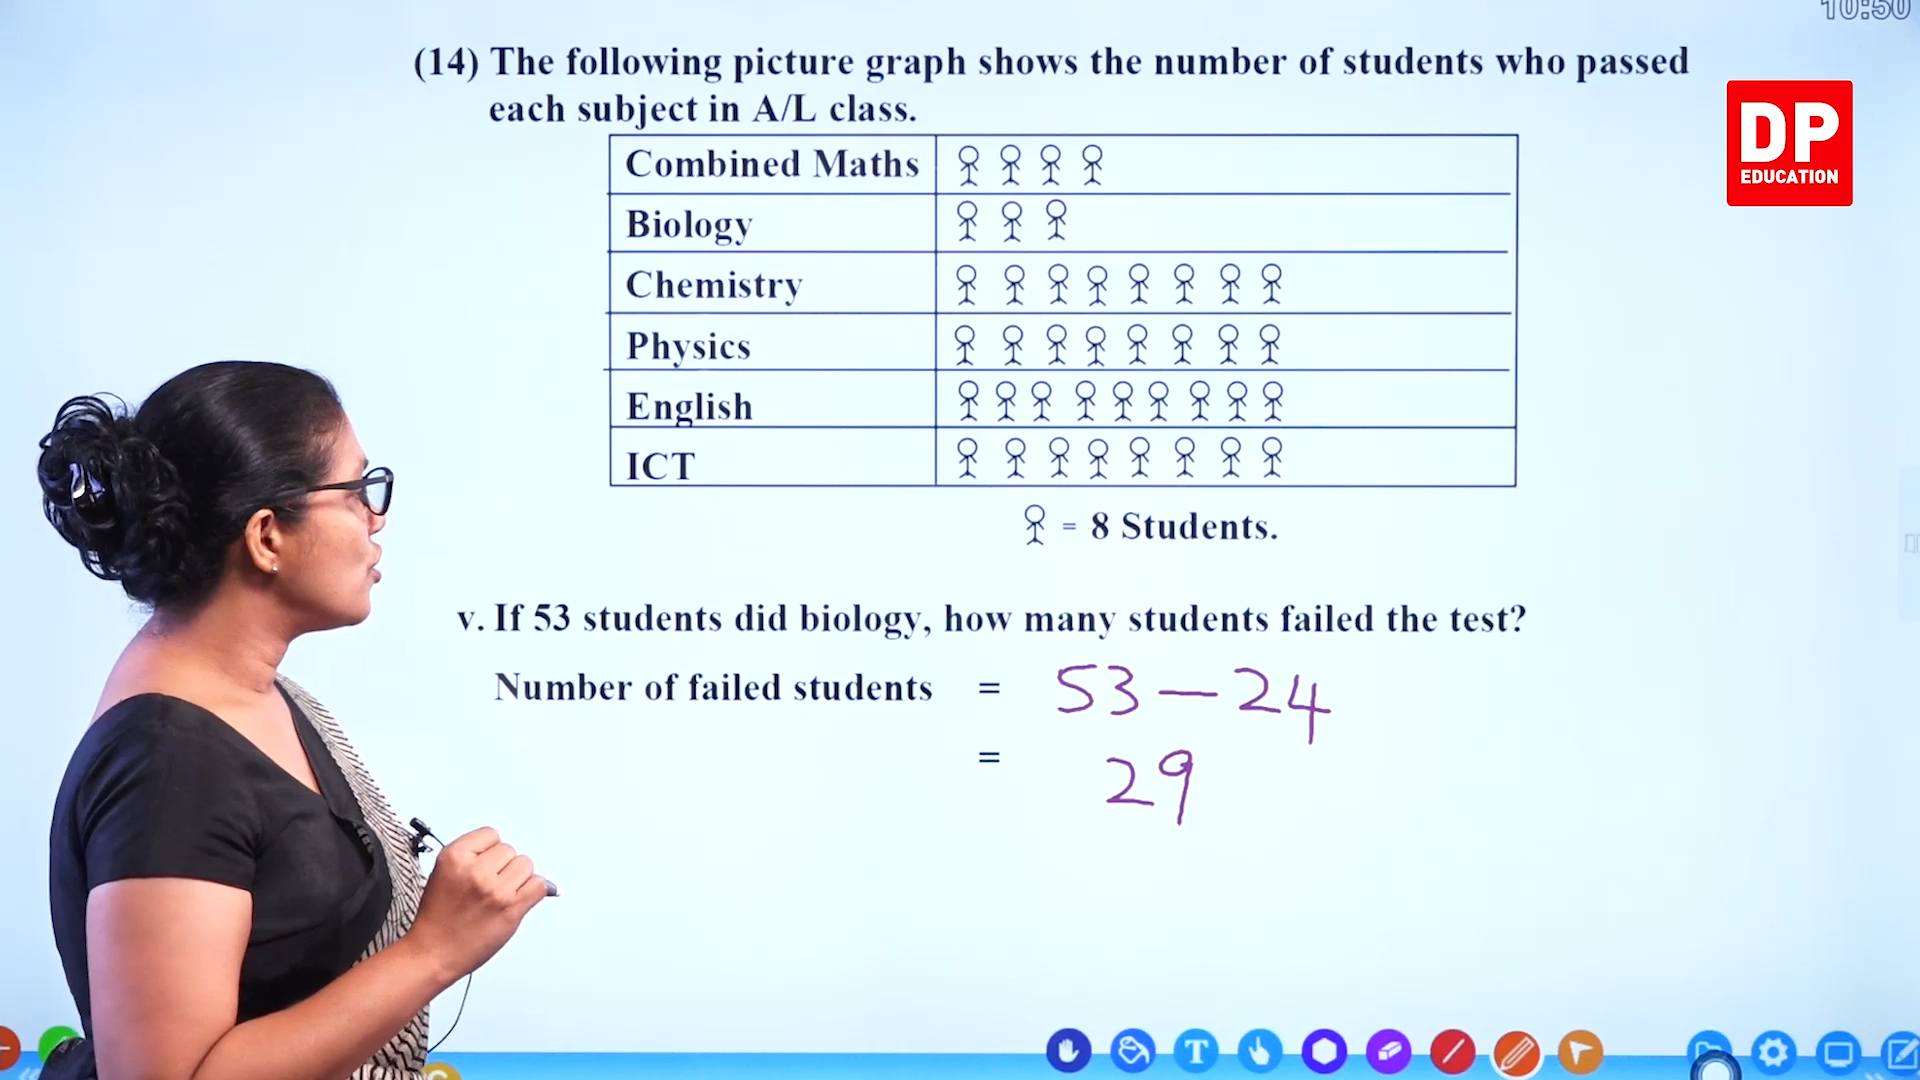 10:50
(14) The following picture graph shows the number of students who passed
each subject in A/L class.
DP
EDUCATION
Combined Maths
Biology
Chemistry
Physics
English
ICT
= 8 Students.
v. If 53 students did biology, how many students failed the test?
Number of failed students = 53 – 24
= 29
T